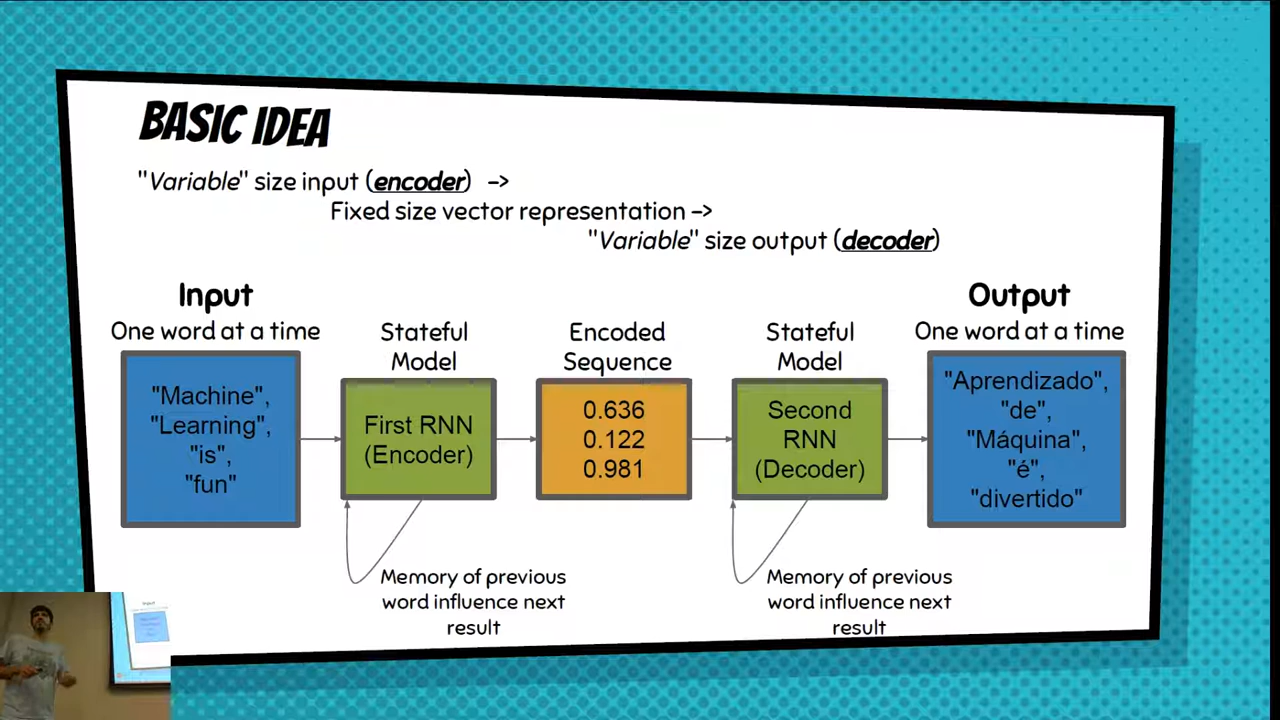 BASIC IDEA
"Variable" size input (encoder) ->
Fixed size vector representation ->
"Variable" size output (decoder)
Input
One word at a time
"Machine",
"Learning",
"is",
"fun"
Stateful
Model
First RNN
(Encoder)
Memory of previous
word influence next
result
Encoded
Sequence
0.636
0.122
0.981
Stateful
Model
Second
RNN
(Decoder)
Memory of previous
word influence next
result
Output
One word at a time
"Aprendizado",
"de",
"Máquina",
"é",
"divertido"
Input